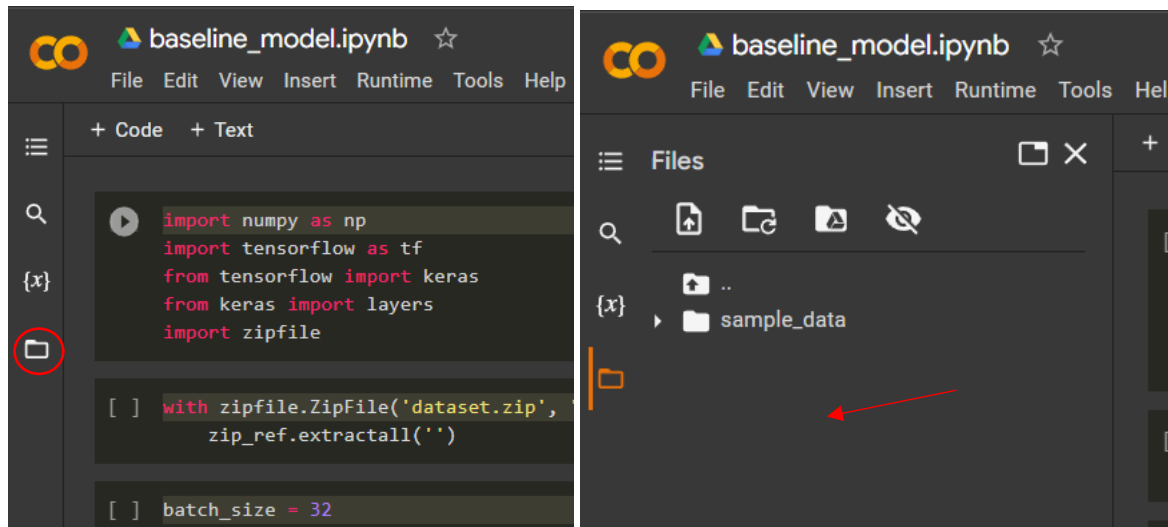 baseline_model.ipynb
File Edit View Insert Runtime Tools Help
+ Code + Text
{x}
import numpy as np
import tensorflow as tf
from tensorflow import keras
from keras import layers
import zipfile
[ ] with zipfile.ZipFile('dataset.zip', '
zip_ref.extractall('')
[ ] batch_size = 32
baseline_model.ipynb
File Edit View Insert Runtime Tools Hel
Files
+
..
{x}
sample_data
[
[